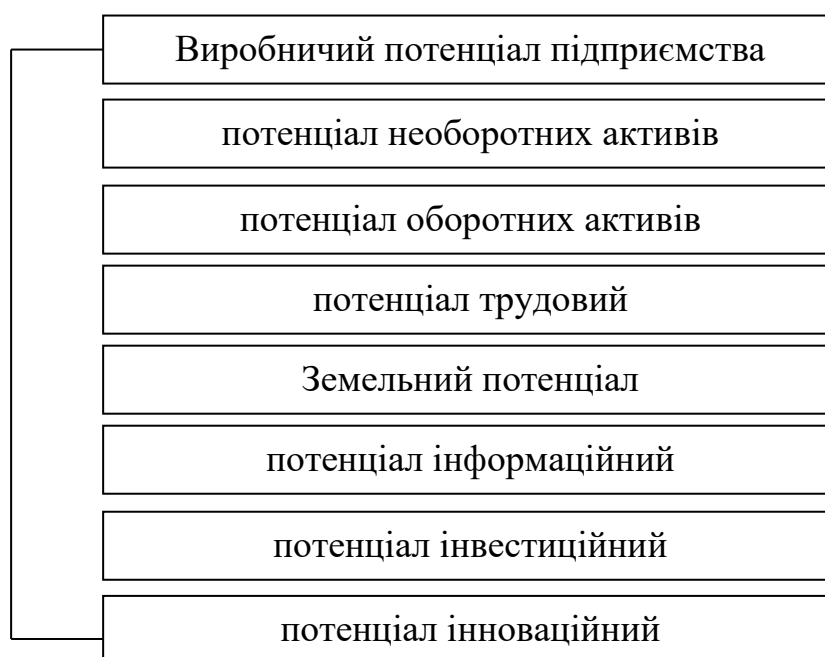 Виробничий потенціал підприємства
потенціал необоротних активів
потенціал оборотних активів
потенціал трудовий
Земельний потенціал
потенціал інформаційний
потенціал інвестиційний
потенціал інноваційний